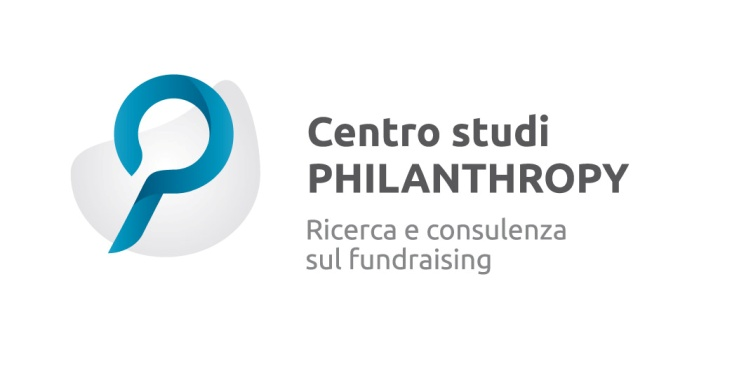 Centro studi
PHILANTHROPY
Ricerca e consulenza
sul fundraising